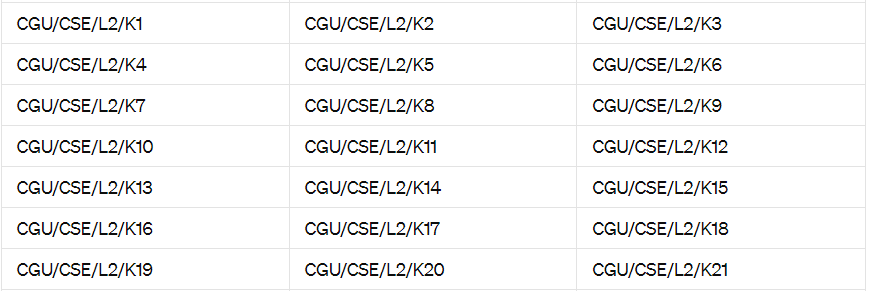 CGU/CSE/L2/K1 CGU/CSE/L2/K2 CGU/CSE/L2/K3
CGU/CSE/L2/K4 CGU/CSE/L2/K5 CGU/CSE/L2/K6
CGU/CSE/L2/K7 CGU/CSE/L2/K8 CGU/CSE/L2/K9
CGU/CSE/L2/K10 CGU/CSE/L2/K11 CGU/CSE/L2/K12
CGU/CSE/L2/K13 CGU/CSE/L2/K14 CGU/CSE/L2/K15
CGU/CSE/L2/K16 CGU/CSE/L2/K17 CGU/CSE/L2/K18
CGU/CSE/L2/K19 CGU/CSE/L2/K20 CGU/CSE/L2/K21